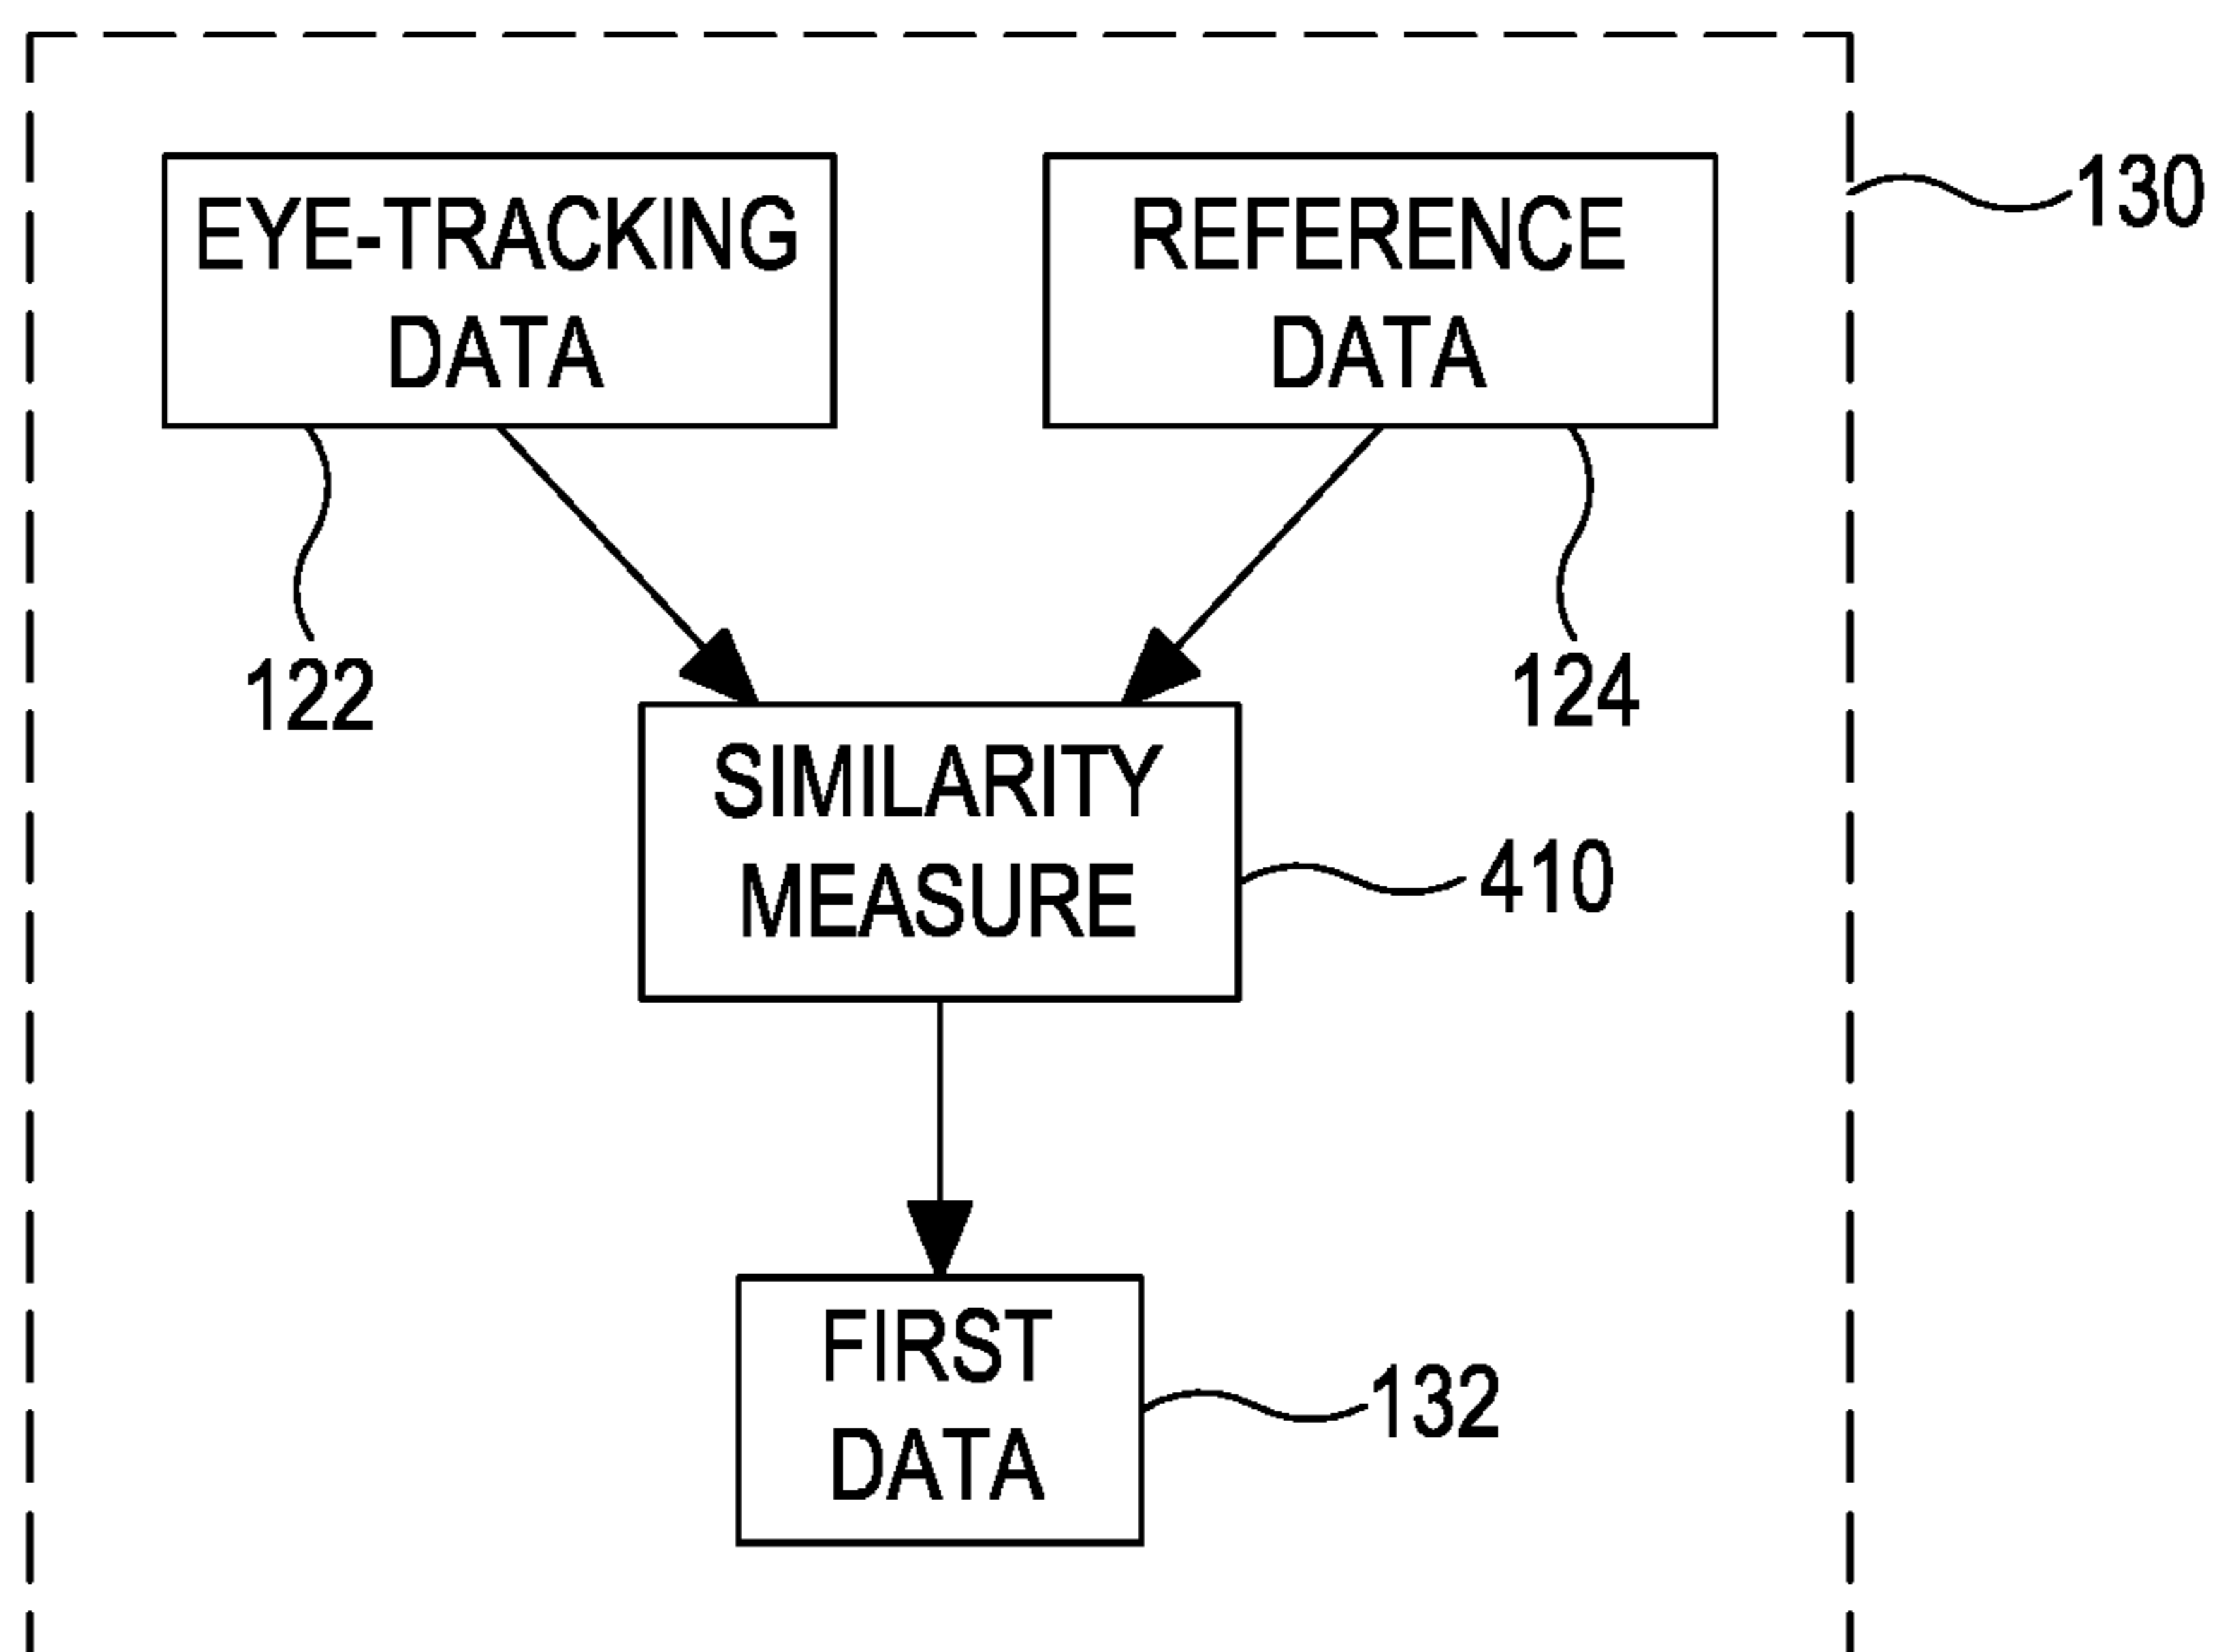 EYE-TRACKING
DATA
REFERENCE
DATA
130
122
124
SIMILARITY
MEASURE
410
FIRST
DATA
132